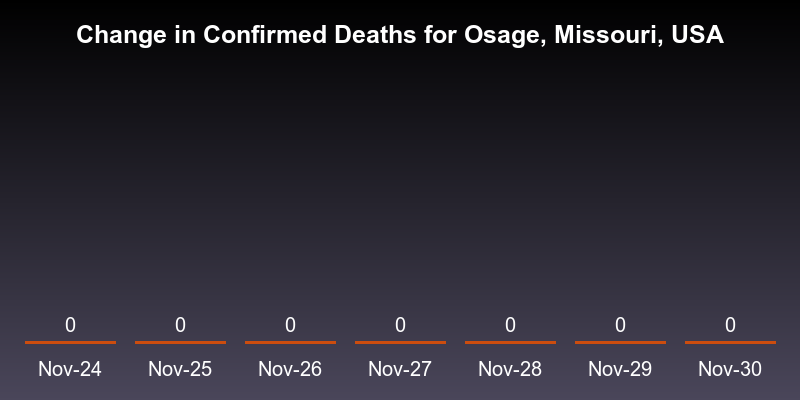 Change in Confirmed Deaths for Osage, Missouri, USA
0 0 0 0 0 0 0
Nov-24 Nov-25 Nov-26 Nov-27 Nov-28 Nov-29 Nov-30